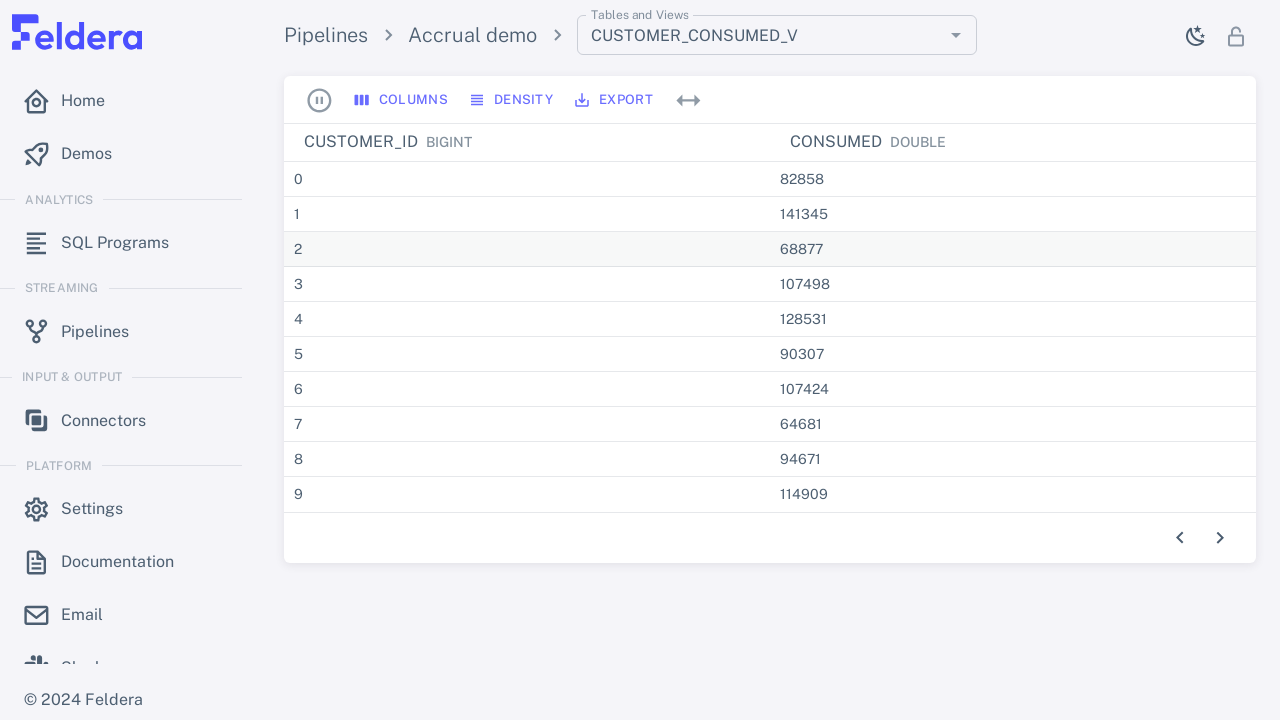 Feldera
Home
Demos
ANALYTICS
SQL Programs
STREAMING
Pipelines
INPUT & OUTPUT
Connectors
PLATFORM
Settings
Documentation
Email
© 2024 Feldera
Pipelines
Accrual demo
Tables and Views
CUSTOMER_CONSUMED_V
COLUMNS DENSITY EXPORT
CUSTOMER_ID BIGINT CONSUMED DOUBLE
0 82858
1 141345
2 68877
3 107498
4 128531
5 90307
6 107424
7 64681
8 94671
9 114909